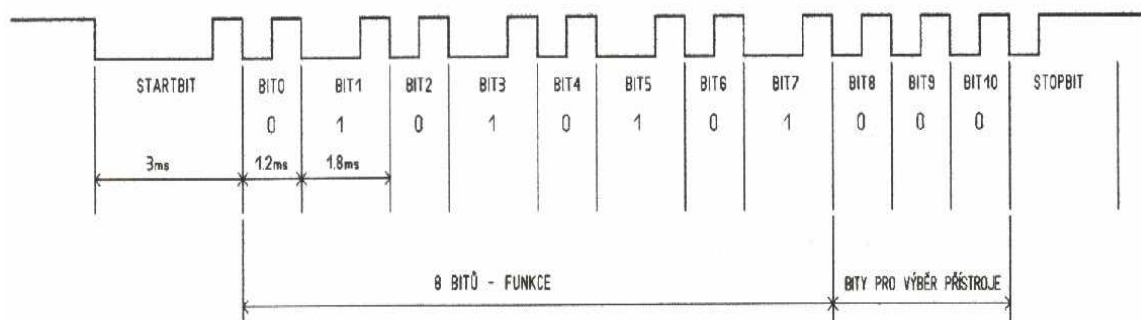 STARTBIT BIT0 BIT1 BIT2 BIT3 BIT4 BIT5 BIT6 BIT7 BIT8 BIT9 BIT10 STOPBIT
0 1 0 1 0 1 0 1 0 0 0
3ms 1.2ms 1.8ms
8 BITŮ - FUNKCE BITY PRO VÝBĚR PŘÍSTROJE